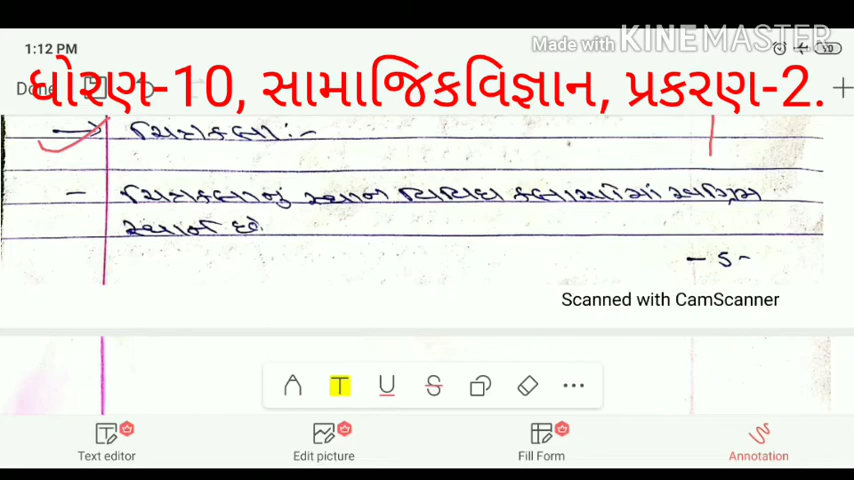 Made with KINEMASTER
1:12 PM
Done
ધોરણ-10, સામાજિકવિજ્ઞાન, પ્રકરણ-2.
→ ચિત્રકલા:-
- ચિત્રકલાનું સ્થાન વિવિધ કલાઓમાં અગ્રિમ
સ્થાને છે.
- 5 -
Scanned with CamScanner
Text editor
Edit picture
Fill Form
Annotation